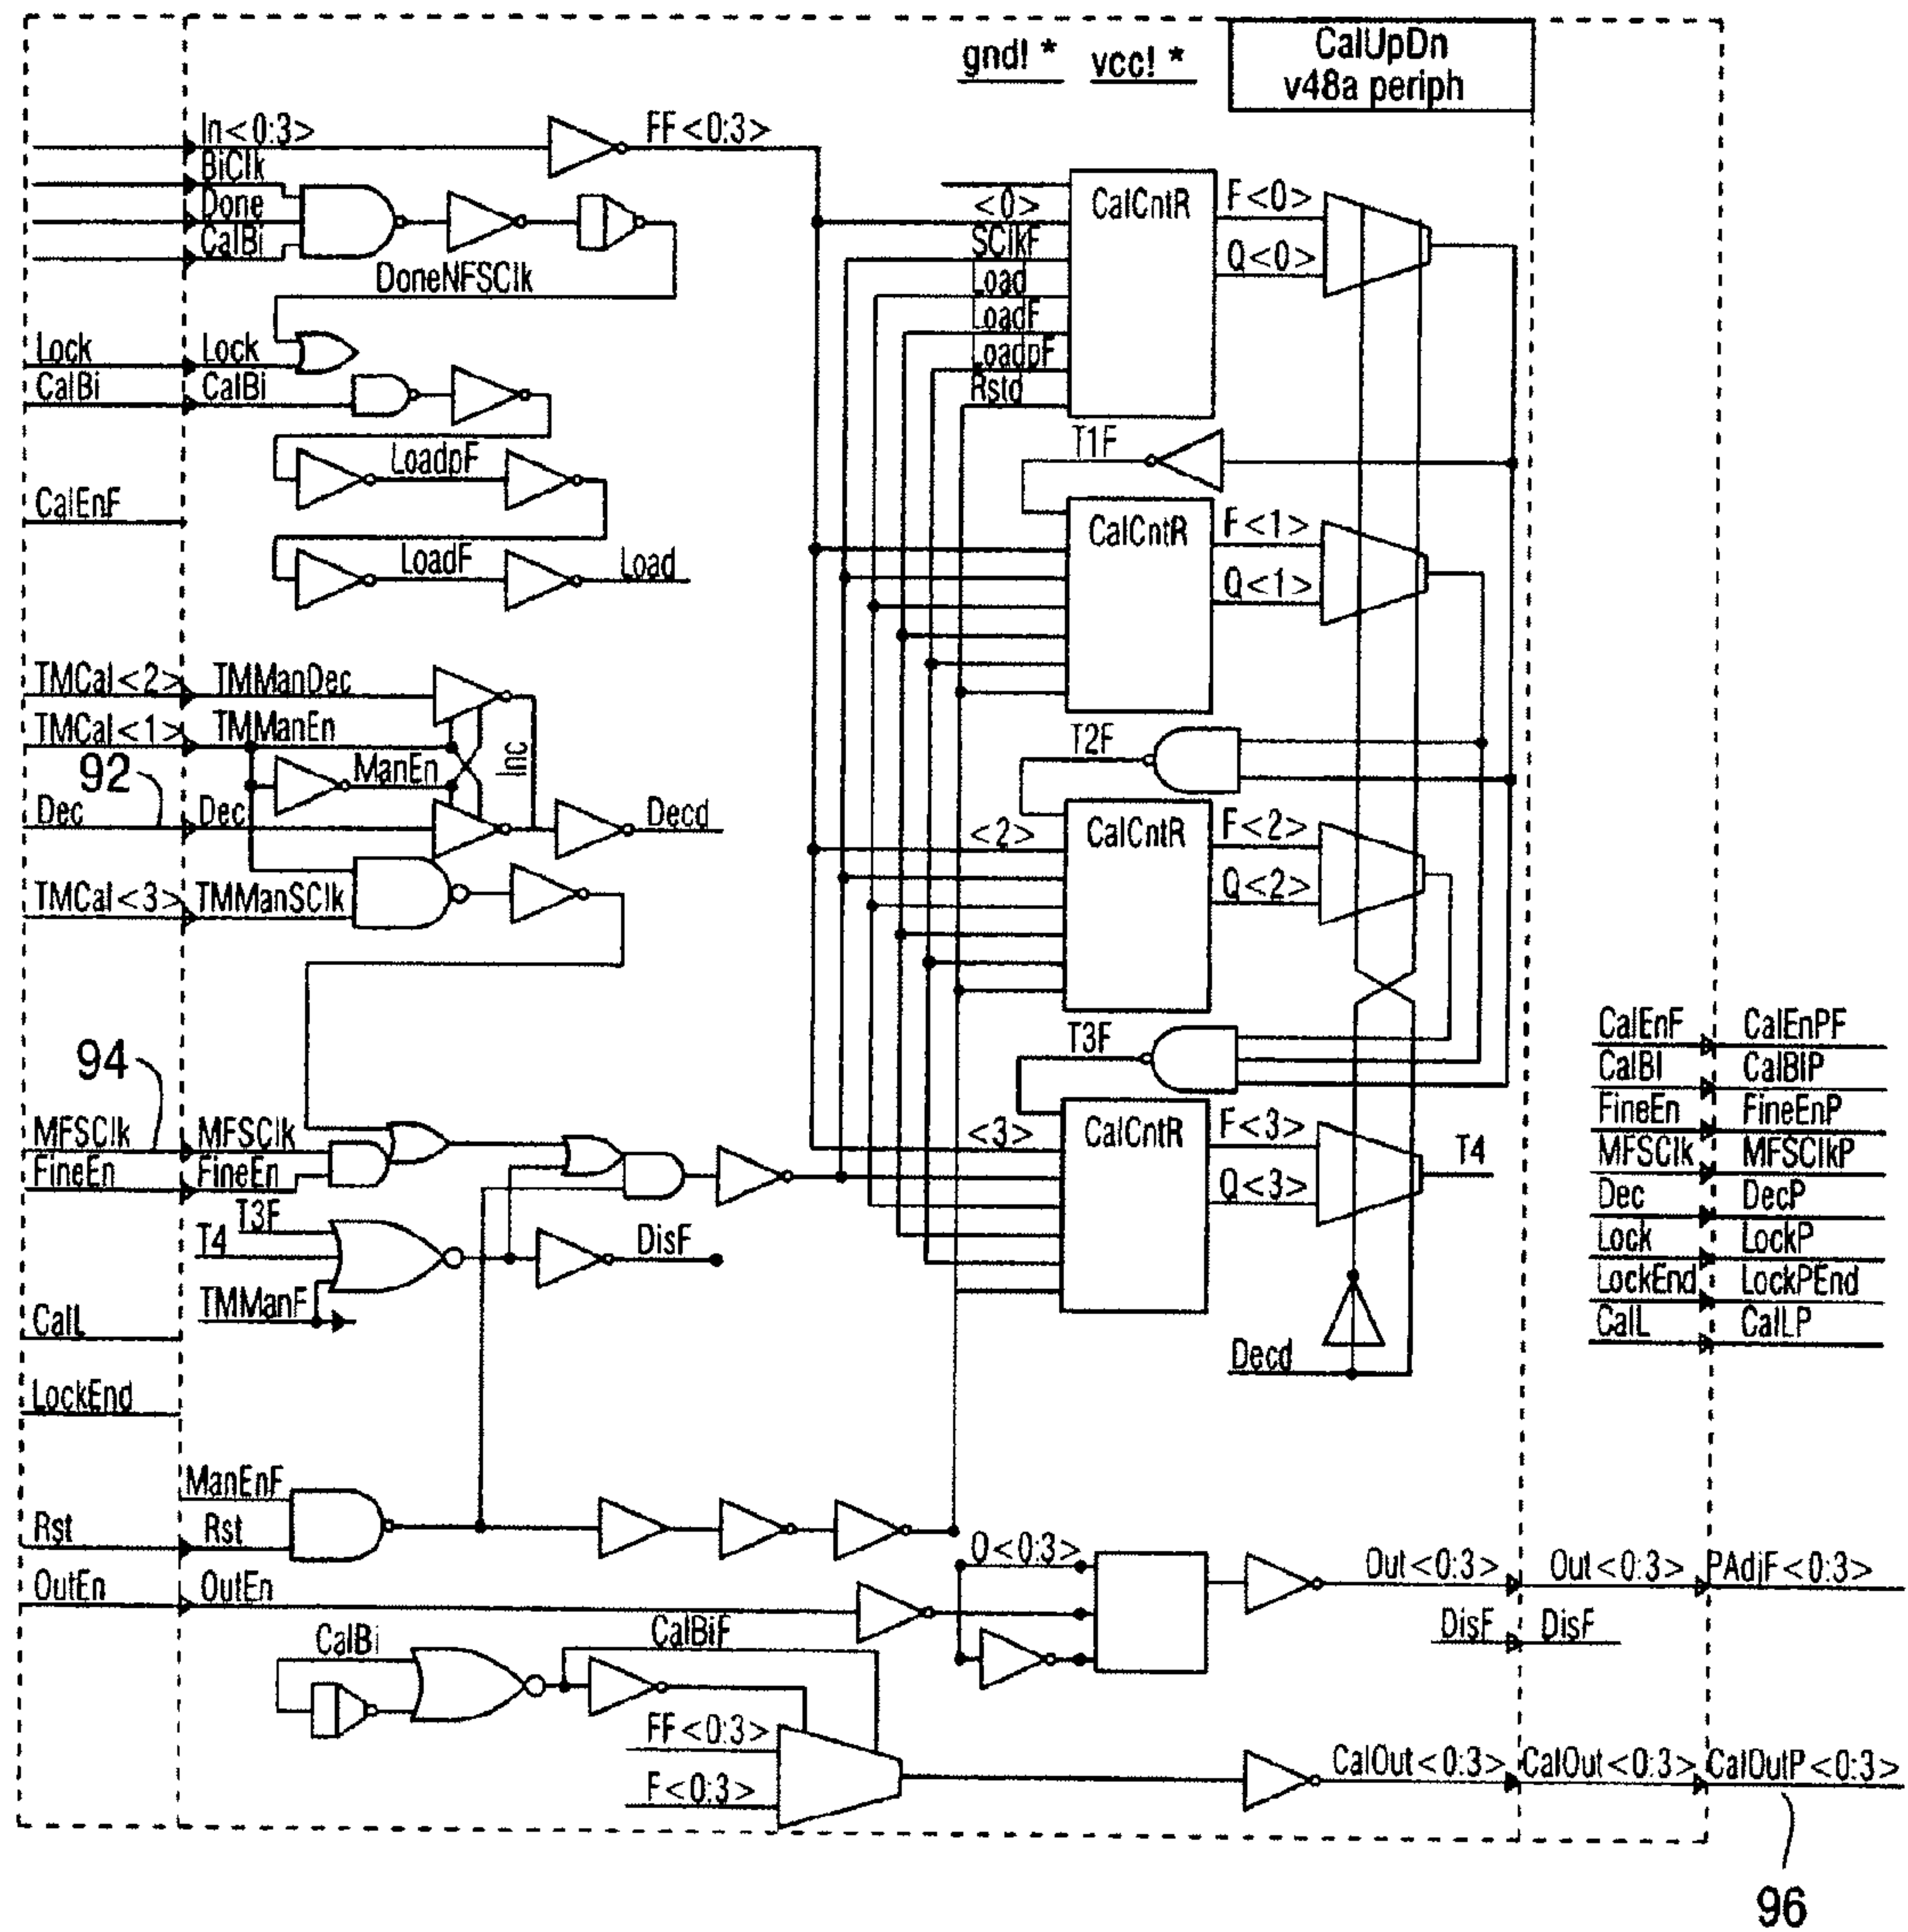 gnd! * vcc! *
CalUpDn
v48a periph
In<0:3>
FF<0:3>
BiClk
Done
CalBi
DoneNFSClk
Lock Lock
CalBi CalBi
LoadpF
CalEnF
LoadF
Load
TMCal<2> TMManDec
TMCal<1> TMManEn
92
ManEn
Inc
Dec Dec
Decd
TMCal<3> TMManSClk
94
MFSClk MFSClk
FineEn FineEn
T3F
T4
DisF
TMManF
CalL
LockEnd
ManEnF
Rst Rst
OutEn OutEn
CalBi
CalBiF
FF<0:3>
F<0:3>
<0>
SClkF
Load
LoadF
LoadpF
Rstd
CalCntR
F<0>
Q<0>
T1F
CalCntR
F<1>
Q<1>
T2F
<2>
CalCntR
F<2>
Q<2>
T3F
<3>
CalCntR
F<3>
Q<3>
T4
Decd
CalEnF CalEnPF
CalBI CalBIP
FineEn FineEnP
MFSClk MFSClkP
Dec DecP
Lock LockP
LockEnd LockPEnd
CalL CalLP
O<0:3>
Out<0:3> Out<0:3> PAdjF<0:3>
DisF DisF
CalOut<0:3> CalOut<0:3> CalOutP<0:3>
96